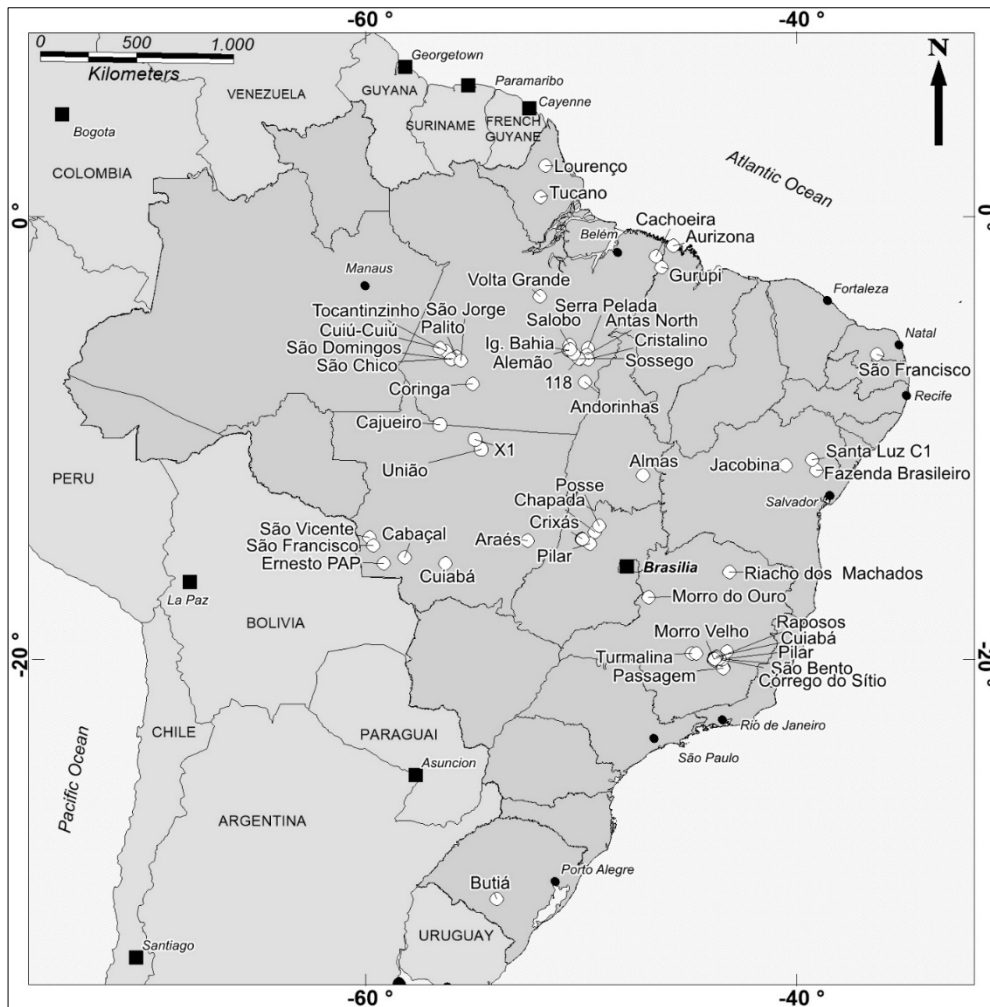 -60 °
-40 °
0
500
1.000
Kilometers
N
Georgetown
Paramaribo
Cayenne
VENEZUELA
GUYANA
SURINAME
FRENCH
GUYANE
Bogota
COLOMBIA
Lourenço
Tucano
Atlantic Ocean
0 °
0 °
Cachoeira
Belém
Aurizona
Gurupi
Manaus
Volta Grande
Fortaleza
Tocantinzinho
São Jorge
Serra Pelada
Cuiú-Cuiú
Palito
Salobo
Antas North
Natal
São Domingos
Ig. Bahia
Cristalino
São Chico
Alemão
Sossego
São Francisco
Coringa
118
Andorinhas
Recife
Cajueiro
X1
União
Almas
Jacobina
Santa Luz C1
Fazenda Brasileiro
PERU
Posse
Chapada
Salvador
Crixás
São Vicente
Cabaçal
São Francisco
Araés
Pilar
Ernesto PAP
Cuiabá
Brasilia
Riacho dos Machados
La Paz
Morro do Ouro
BOLIVIA
Raposos
Morro Velho
Cuiabá
-20 °
Turmalina
Pilar
São Bento
Passagem
Córrego do Sítio
-20 °
CHILE
PARAGUAI
Rio de Janeiro
São Paulo
Asuncion
Pacific Ocean
ARGENTINA
Butiá
Porto Alegre
URUGUAY
Santiago
-60 °
-40 °